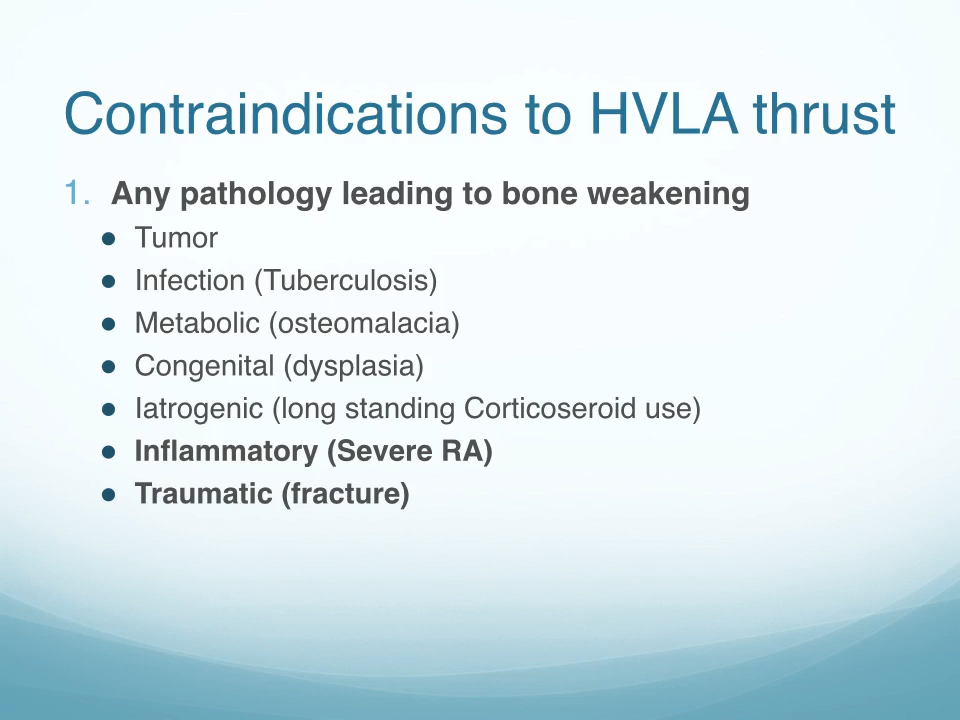 Contraindications to HVLA thrust
1. Any pathology leading to bone weakening
● Tumor
● Infection (Tuberculosis)
● Metabolic (osteomalacia)
● Congenital (dysplasia)
● Iatrogenic (long standing Corticoseroid use)
● Inflammatory (Severe RA)
● Traumatic (fracture)